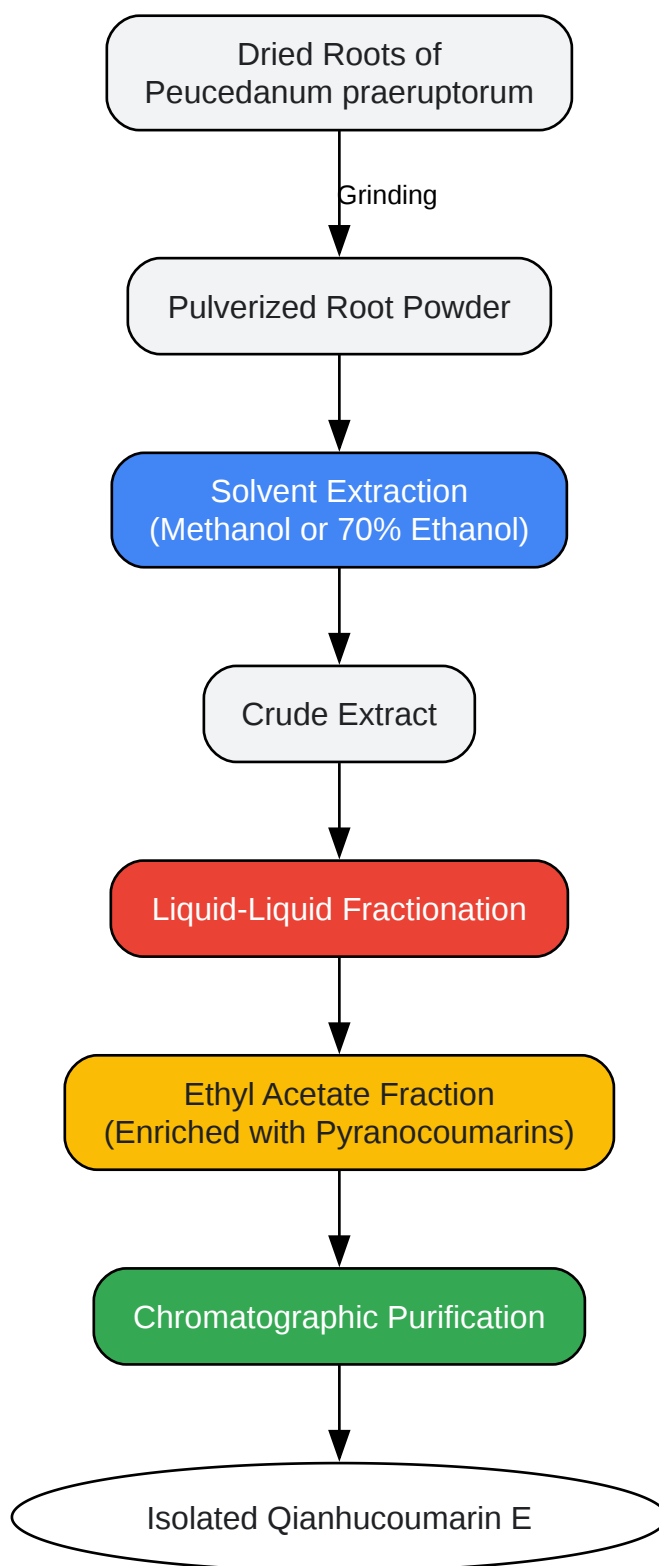 Dried Roots of
Peucedanum praeruptorum
Grinding
Pulverized Root Powder
Solvent Extraction
(Methanol or 70% Ethanol)
Crude Extract
Liquid-Liquid Fractionation
Ethyl Acetate Fraction
(Enriched with Pyranocoumarins)
Chromatographic Purification
Isolated Qianhucoumarin E